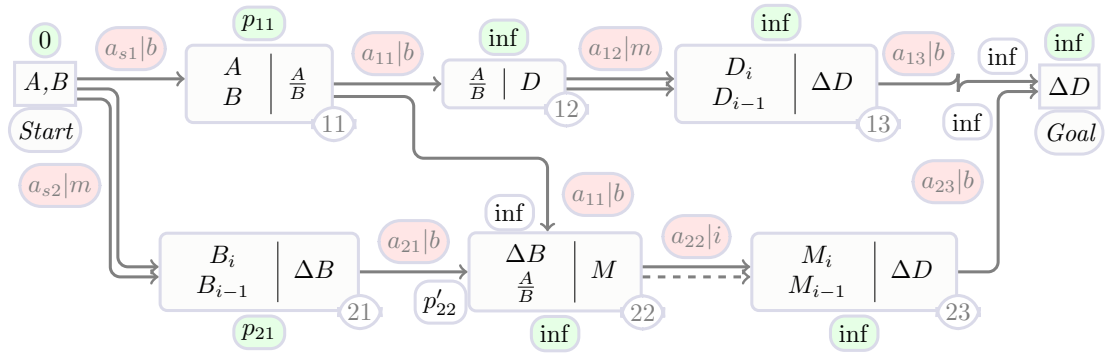 0
a_{s1}|b
p_{11}
a_{11}|b
inf
a_{12}|m
inf
a_{13}|b
inf
inf
A,B
A
B
A/B
A/B
D
D_i
D_{i-1}
ΔD
ΔD
Start
11
12
13
inf
Goal
a_{s2}|m
a_{11}|b
a_{23}|b
inf
a_{21}|b
a_{22}|i
B_i
B_{i-1}
ΔB
ΔB
A/B
M
M_i
M_{i-1}
ΔD
p'_{22}
21
22
23
p_{21}
inf
inf